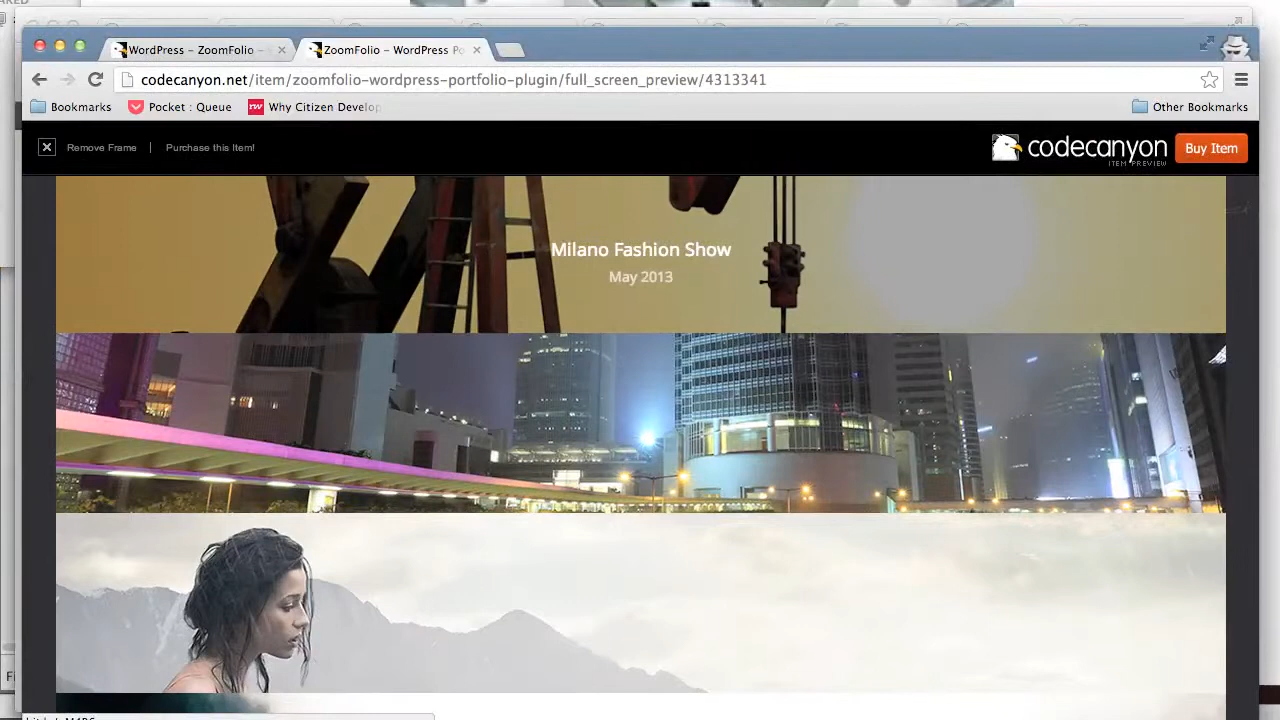 WordPress – ZoomFolio –
ZoomFolio – WordPress Po
codecanyon.net/item/zoomfolio-wordpress-portfolio-plugin/full_screen_preview/4313341
Bookmarks
Pocket : Queue
rw
Why Citizen Develop
Other Bookmarks
Remove Frame
Purchase this Item!
codecanyon
ITEM PREVIEW
Buy Item
Milano Fashion Show
May 2013